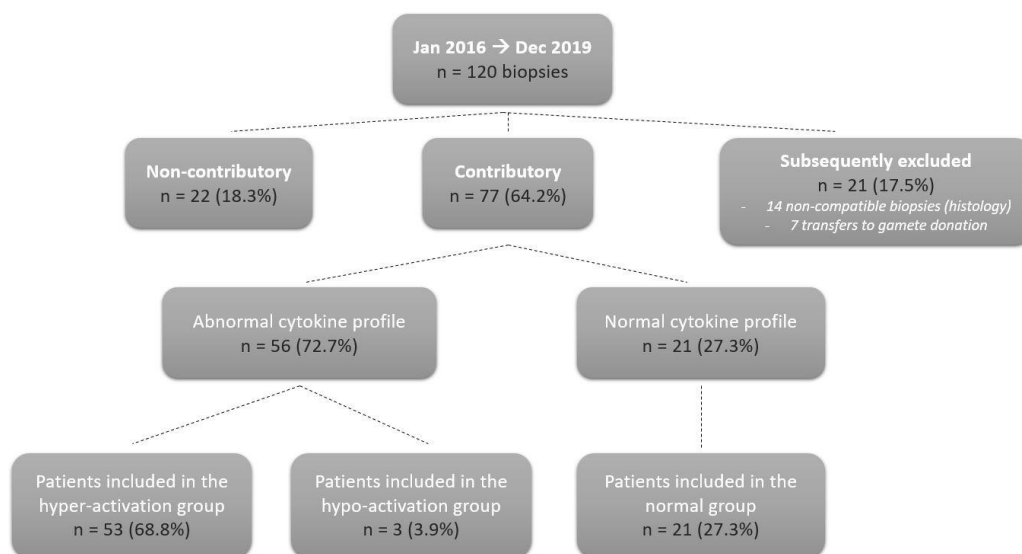 Jan 2016 → Dec 2019
n = 120 biopsies
Non-contributory
n = 22 (18.3%)
Contributory
n = 77 (64.2%)
Subsequently excluded
n = 21 (17.5%)
- 14 non-compatible biopsies (histology)
- 7 transfers to gamete donation
Abnormal cytokine profile
n = 56 (72.7%)
Normal cytokine profile
n = 21 (27.3%)
Patients included in the
hyper-activation group
n = 53 (68.8%)
Patients included in the
hypo-activation group
n = 3 (3.9%)
Patients included in the
normal group
n = 21 (27.3%)